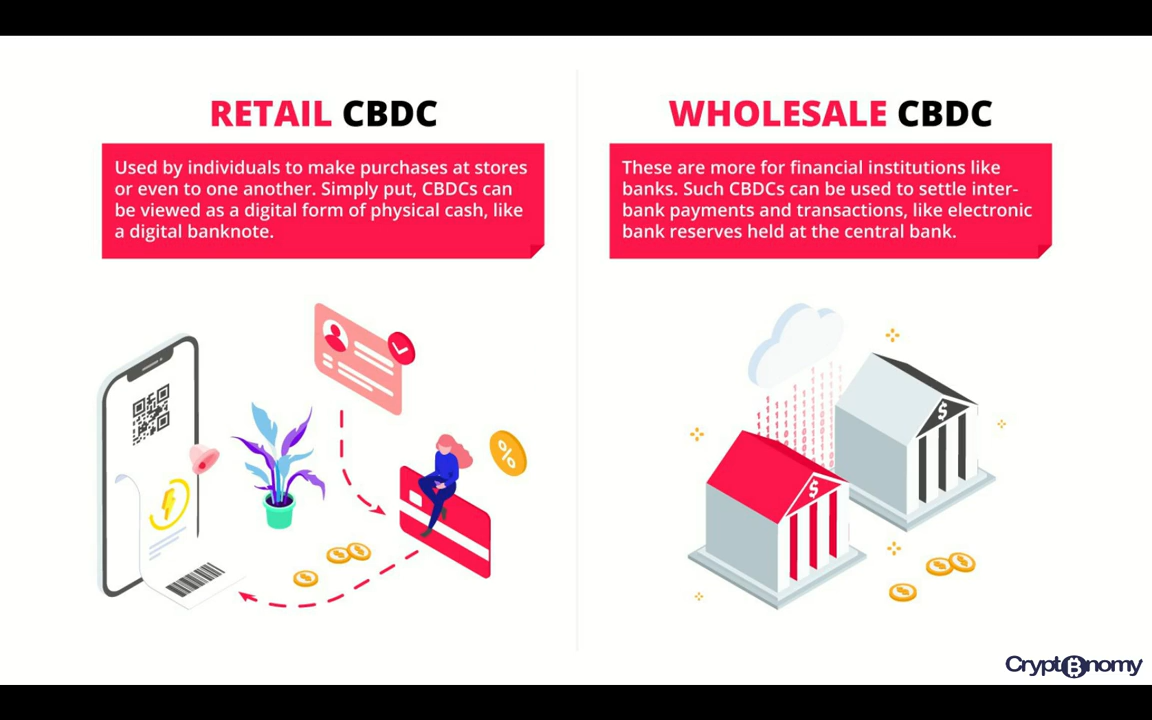 RETAIL CBDC
Used by individuals to make purchases at stores
or even to one another. Simply put, CBDCs can
be viewed as a digital form of physical cash, like
a digital banknote.
WHOLESALE CBDC
These are more for financial institutions like
banks. Such CBDCs can be used to settle inter-
bank payments and transactions, like electronic
bank reserves held at the central bank.
%
$
$
Cryptonomy